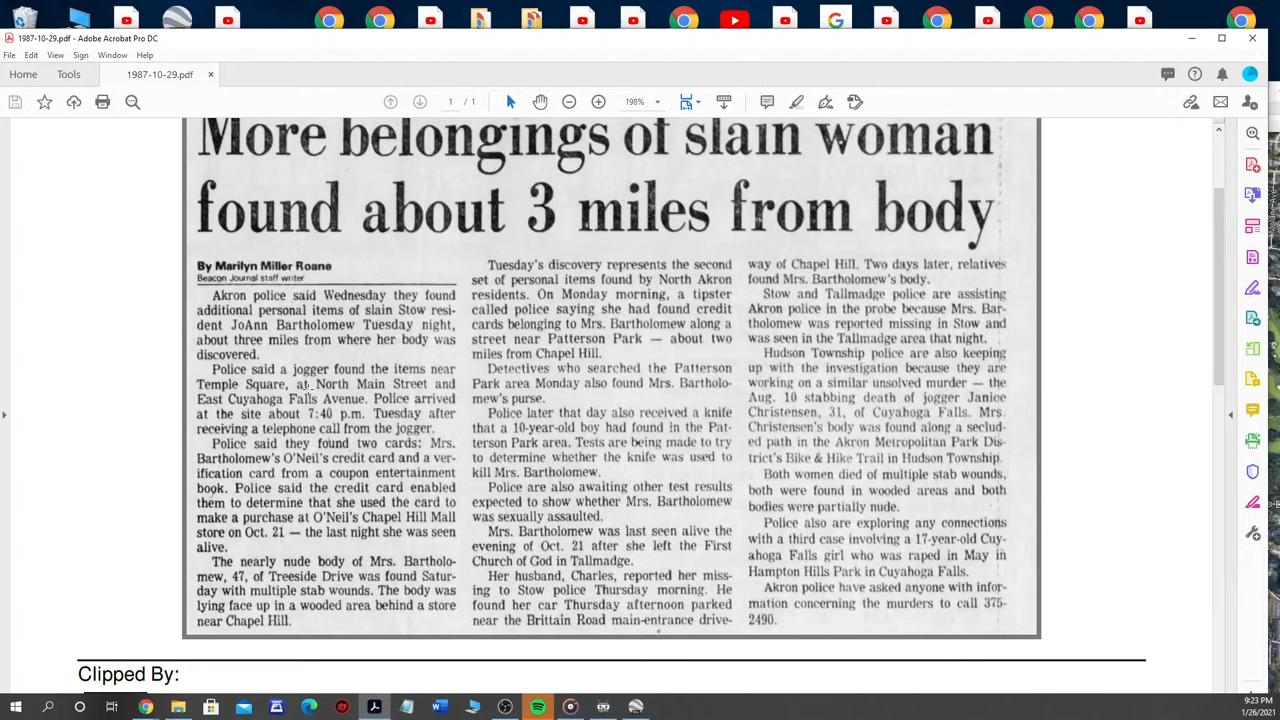 1987-10-29.pdf - Adobe Acrobat Pro DC
File Edit View Sign Window Help
Home Tools 1987-10-29.pdf ×
1 / 1 198%
More belongings of slain woman
found about 3 miles from body
By Marilyn Miller Roane
Beacon Journal staff writer
Akron police said Wednesday they found
additional personal items of slain Stow resi-
dent JoAnn Bartholomew Tuesday night,
about three miles from where her body was
discovered.
Police said a jogger found the items near
Temple Square, at North Main Street and
East Cuyahoga Falls Avenue. Police arrived
at the site about 7:40 p.m. Tuesday after
receiving a telephone call from the jogger.
Police said they found two cards: Mrs.
Bartholomew's O'Neil's credit card and a ver-
ification card from a coupon entertainment
book. Police said the credit card enabled
them to determine that she used the card to
make a purchase at O'Neil's Chapel Hill Mall
store on Oct. 21 — the last night she was seen
alive.
The nearly nude body of Mrs. Bartholo-
mew, 47, of Treeside Drive was found Satur-
day with multiple stab wounds. The body was
lying face up in a wooded area behind a store
near Chapel Hill.
Tuesday's discovery represents the second
set of personal items found by North Akron
residents. On Monday morning, a tipster
called police saying she had found credit
cards belonging to Mrs. Bartholomew along a
street near Patterson Park — about two
miles from Chapel Hill.
Detectives who searched the Patterson
Park area Monday also found Mrs. Bartholo-
mew's purse.
Police later that day also received a knife
that a 10-year-old boy had found in the Pat-
terson Park area. Tests are being made to try
to determine whether the knife was used to
kill Mrs. Bartholomew.
Police are also awaiting other test results
expected to show whether Mrs. Bartholomew
was sexually assaulted.
Mrs. Bartholomew was last seen alive the
evening of Oct. 21 after she left the First
Church of God in Tallmadge.
Her husband, Charles, reported her miss-
ing to Stow police Thursday morning. He
found her car Thursday afternoon parked
near the Brittain Road main-entrance drive-
way of Chapel Hill. Two days later, relatives
found Mrs. Bartholomew's body.
Stow and Tallmadge police are assisting
Akron police in the probe because Mrs. Bar-
tholomew was reported missing in Stow and
was seen in the Tallmadge area that night.
Hudson Township police are also keeping
up with the investigation because they are
working on a similar unsolved murder — the
Aug. 10 stabbing death of jogger Janice
Christensen, 31, of Cuyahoga Falls. Mrs.
Christensen's body was found along a seclud-
ed path in the Akron Metropolitan Park Dis-
trict's Bike & Hike Trail in Hudson Township.
Both women died of multiple stab wounds,
both were found in wooded areas and both
bodies were partially nude.
Police also are exploring any connections
with a third case involving a 17-year-old Cuy-
ahoga Falls girl who was raped in May in
Hampton Hills Park in Cuyahoga Falls.
Akron police have asked anyone with infor-
mation concerning the murders to call 375-
2490.
Clipped By:
9:23 PM
1/26/2021